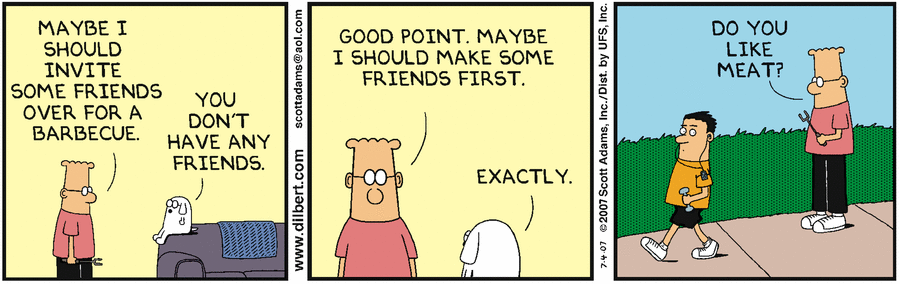 MAYBE I
SHOULD
INVITE
SOME FRIENDS
OVER FOR A
BARBECUE.
YOU
DON'T
HAVE ANY
FRIENDS.
www.dilbert.com scottadams@aol.com
GOOD POINT. MAYBE
I SHOULD MAKE SOME
FRIENDS FIRST.
EXACTLY.
7-4-07 ©2007 Scott Adams, Inc./Dist. by UFS, Inc.
DO YOU
LIKE
MEAT?